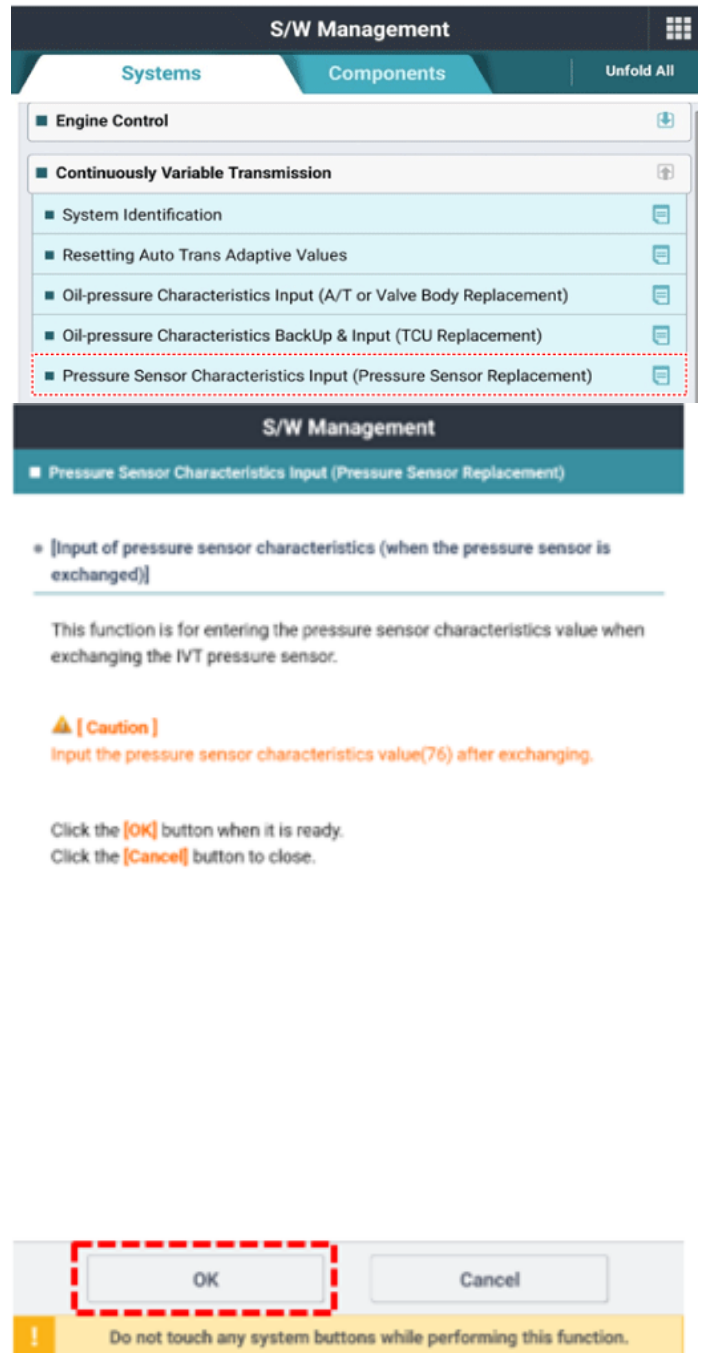 S/W Management
Systems
Components
Unfold All
Engine Control
Continuously Variable Transmission
System Identification
Resetting Auto Trans Adaptive Values
Oil-pressure Characteristics Input (A/T or Valve Body Replacement)
Oil-pressure Characteristics BackUp & Input (TCU Replacement)
Pressure Sensor Characteristics Input (Pressure Sensor Replacement)
S/W Management
Pressure Sensor Characteristics Input (Pressure Sensor Replacement)
[Input of pressure sensor characteristics (when the pressure sensor is
exchanged)]
This function is for entering the pressure sensor characteristics value when
exchanging the IVT pressure sensor.
[ Caution ]
Input the pressure sensor characteristics value(76) after exchanging.
Click the [OK] button when it is ready.
Click the [Cancel] button to close.
OK
Cancel
! Do not touch any system buttons while performing this function.